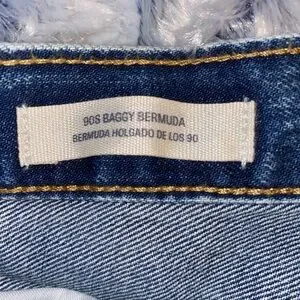 90S BAGGY BERMUDA
BERMUDA HOLGADO DE LOS 90